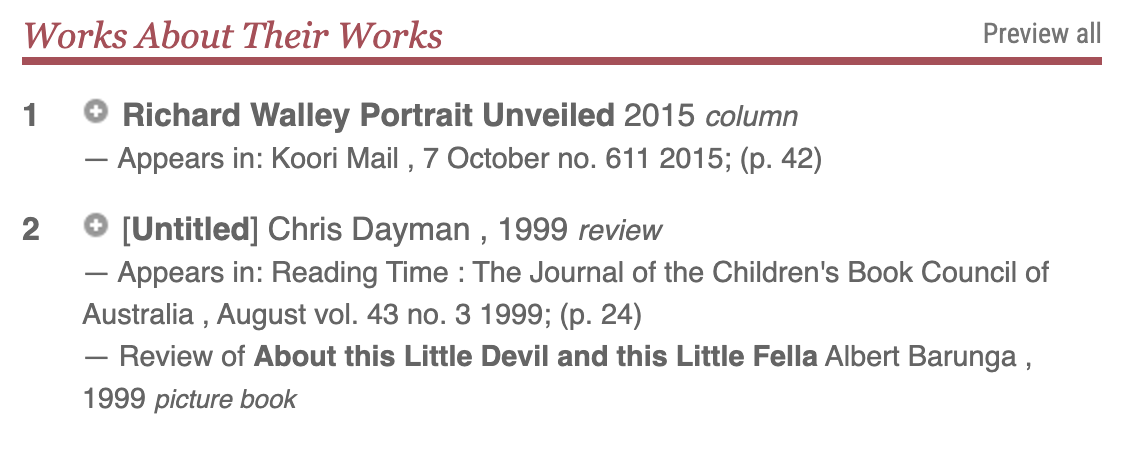 Works About Their Works Preview all
1 Richard Walley Portrait Unveiled 2015 column
— Appears in: Koori Mail , 7 October no. 611 2015; (p. 42)
2 [Untitled] Chris Dayman , 1999 review
— Appears in: Reading Time : The Journal of the Children's Book Council of
Australia , August vol. 43 no. 3 1999; (p. 24)
— Review of About this Little Devil and this Little Fella Albert Barunga ,
1999 picture book